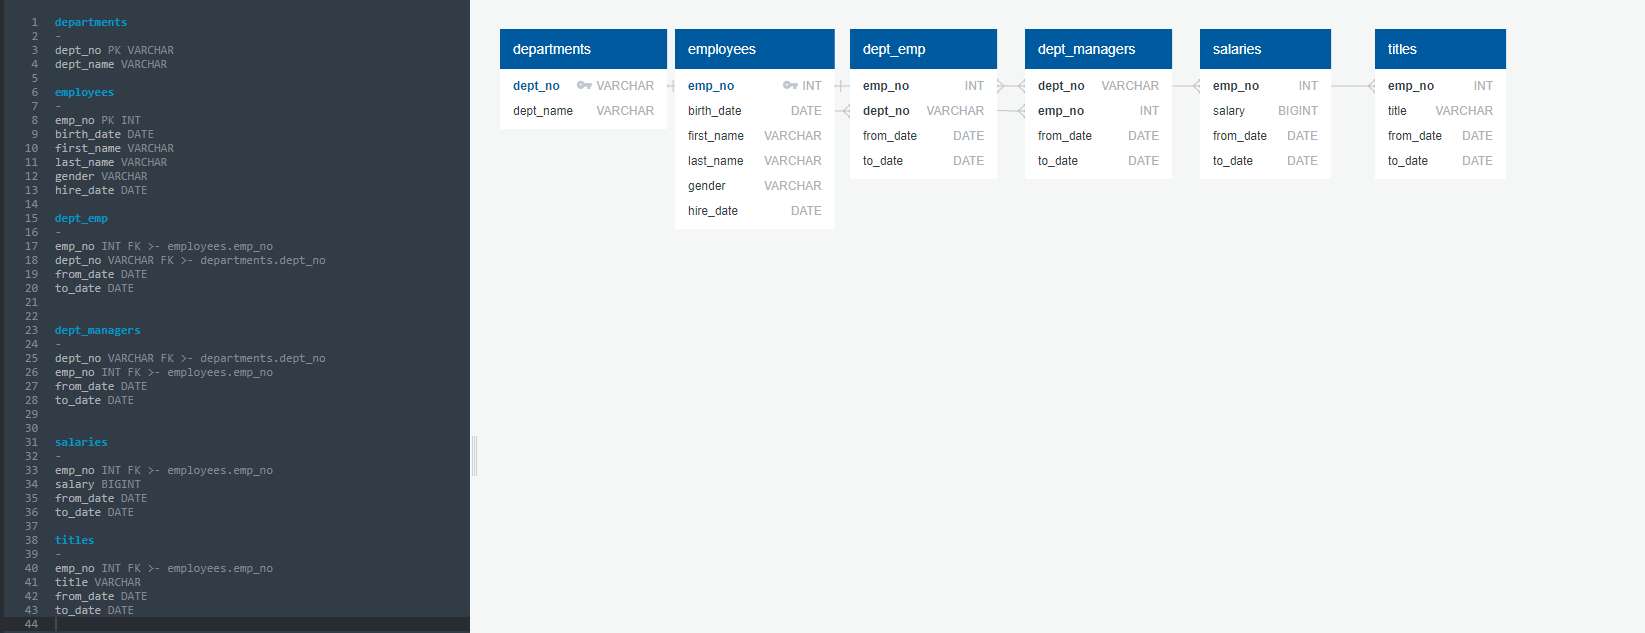 1 departments
2 -
3 dept_no PK VARCHAR
4 dept_name VARCHAR
5
6 employees
7 -
8 emp_no PK INT
9 birth_date DATE
10 first_name VARCHAR
11 last_name VARCHAR
12 gender VARCHAR
13 hire_date DATE
14
15 dept_emp
16 -
17 emp_no INT FK >- employees.emp_no
18 dept_no VARCHAR FK >- departments.dept_no
19 from_date DATE
20 to_date DATE
21
22
23 dept_managers
24 -
25 dept_no VARCHAR FK >- departments.dept_no
26 emp_no INT FK >- employees.emp_no
27 from_date DATE
28 to_date DATE
29
30
31 salaries
32 -
33 emp_no INT FK >- employees.emp_no
34 salary BIGINT
35 from_date DATE
36 to_date DATE
37
38 titles
39 -
40 emp_no INT FK >- employees.emp_no
41 title VARCHAR
42 from_date DATE
43 to_date DATE
44
departments
dept_no VARCHAR
dept_name VARCHAR
employees
emp_no INT
birth_date DATE
first_name VARCHAR
last_name VARCHAR
gender VARCHAR
hire_date DATE
dept_emp
emp_no INT
dept_no VARCHAR
from_date DATE
to_date DATE
dept_managers
dept_no VARCHAR
emp_no INT
from_date DATE
to_date DATE
salaries
emp_no INT
salary BIGINT
from_date DATE
to_date DATE
titles
emp_no INT
title VARCHAR
from_date DATE
to_date DATE